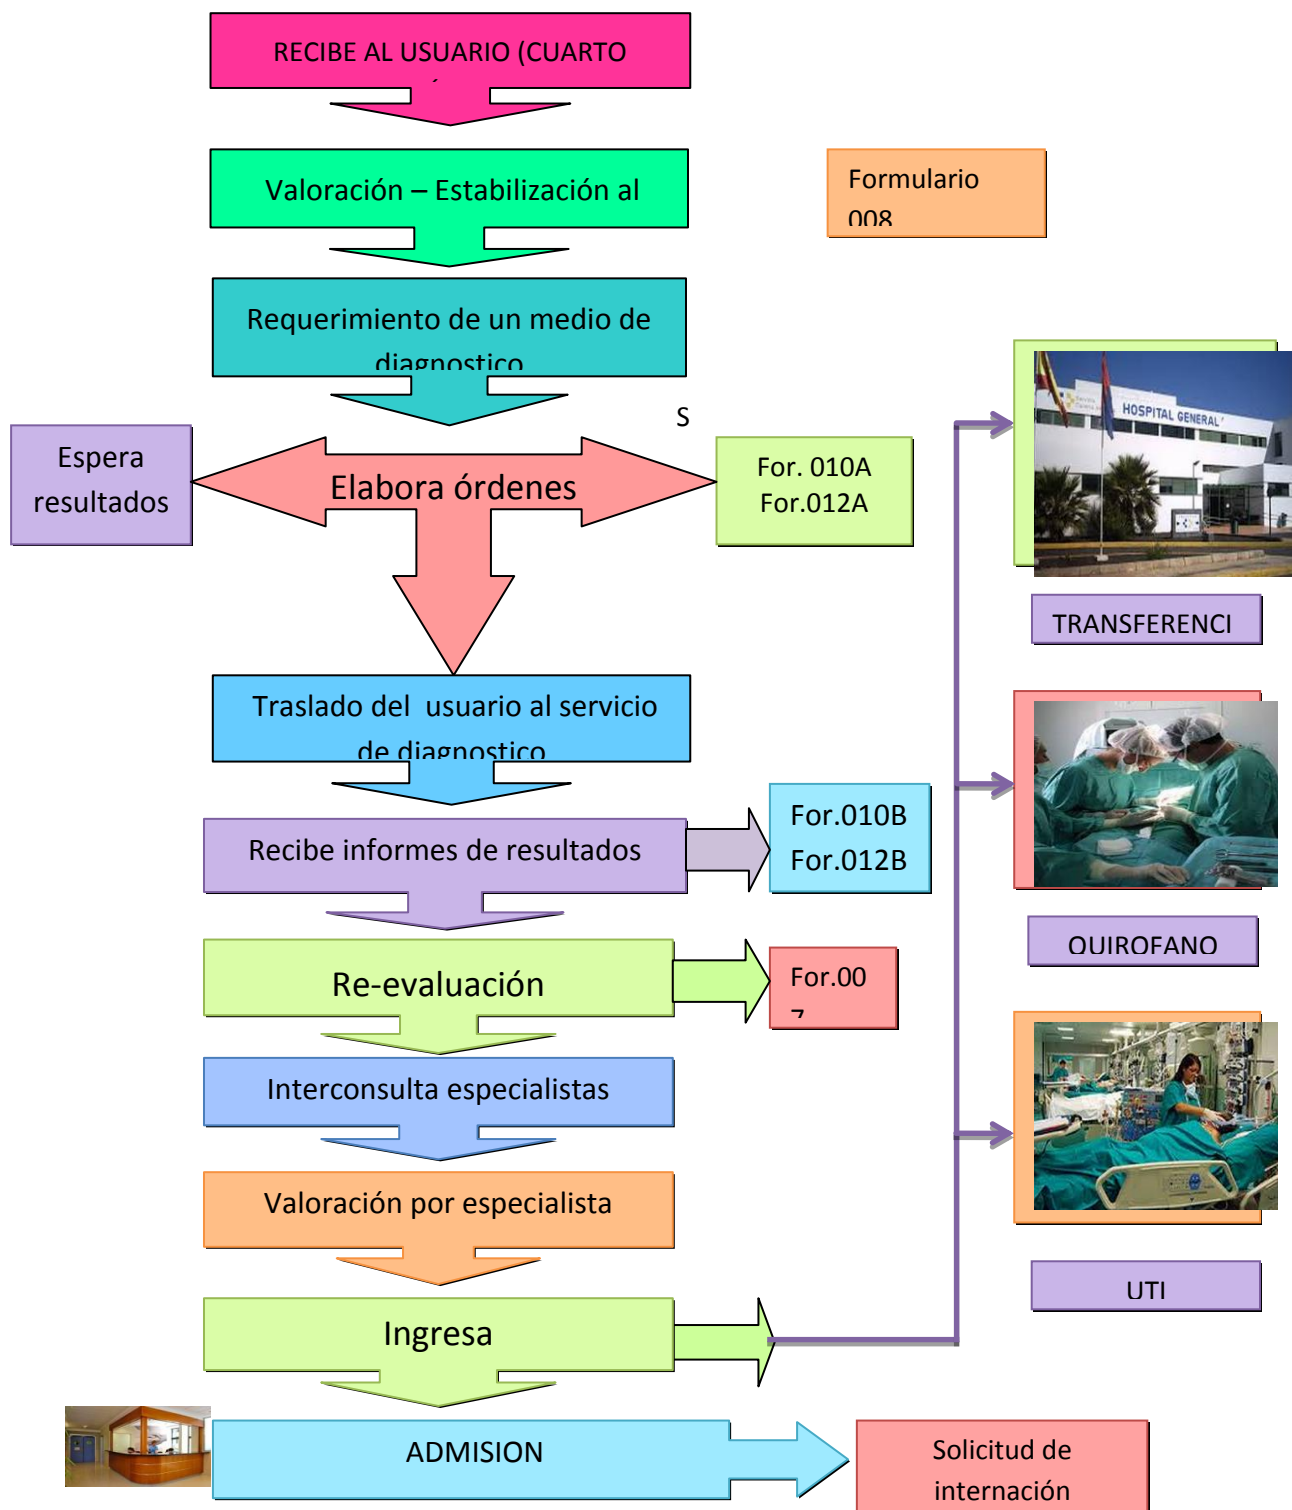 RECIBE AL USUARIO (CUARTO
Valoración – Estabilización al
Formulario
008
Requerimiento de un medio de
diagnostico
S
Espera
resultados
Elabora órdenes
For. 010A
For.012A
HOSPITAL GENERAL
TRANSFERENCI
Traslado del  usuario al servicio
de diagnostico
Recibe informes de resultados
For.010B
For.012B
QUIROFANO
Re-evaluación
For.00
7
Interconsulta especialistas
Valoración por especialista
UTI
Ingresa
ADMISION
Solicitud de
internación